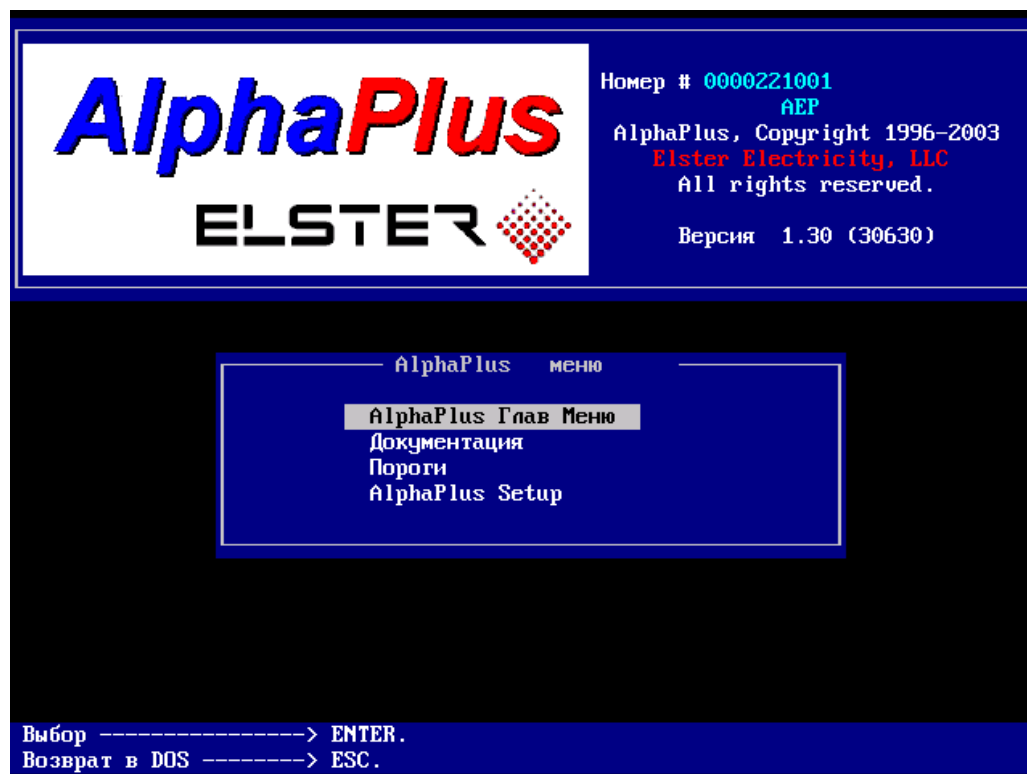 AlphaPlus
ELSTER
Номер # 0000221001
AEP
AlphaPlus, Copyright 1996-2003
Elster Electricity, LLC
All rights reserved.
Версия 1.30 (30630)
AlphaPlus меню
AlphaPlus Глав Меню
Документация
Пороги
AlphaPlus Setup
Выбор ----------------> ENTER.
Возврат в DOS --------> ESC.